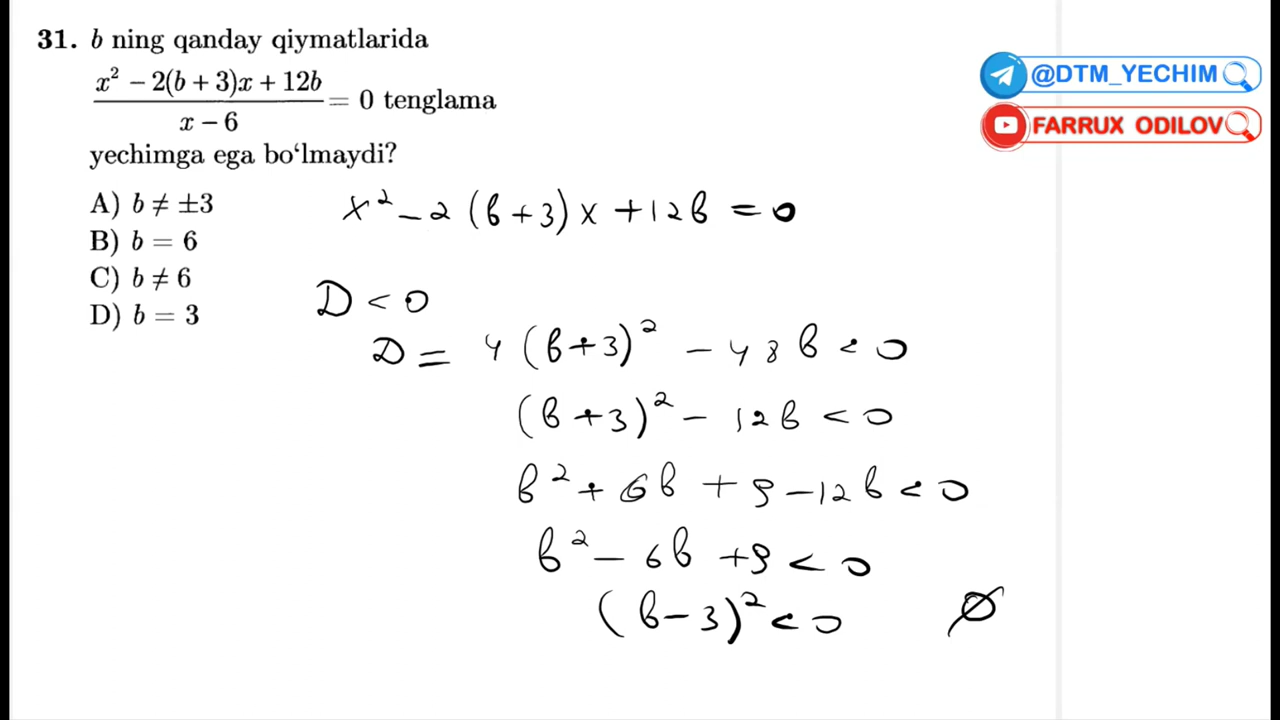 31. b ning qanday qiymatlarida
x² − 2(b + 3)x + 12b
x − 6
= 0 tenglama
yechimga ega bo‘lmaydi?
A) b ≠ ±3
B) b = 6
C) b ≠ 6
D) b = 3
x² − 2 (b + 3) x + 12b = 0
D < 0
D = 4 (b + 3)² − 48b < 0
(b + 3)² − 12b < 0
b² + 6b + 9 − 12b < 0
b² − 6b + 9 < 0
(b − 3)² < 0 ∅
@DTM_YECHIM
FARRUX ODILOV